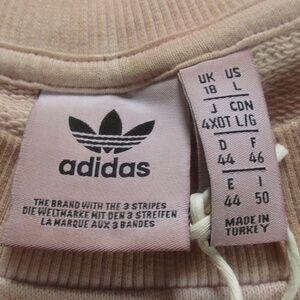 adidas
THE BRAND WITH THE 3 STRIPES
DIE WELTMARKE MIT DEN 3 STREIFEN
LA MARQUE AUX 3 BANDES
UK US
18 L
J CDN
4XOT L/G
D F
44 46
E I
44 50
MADE IN
TURKEY